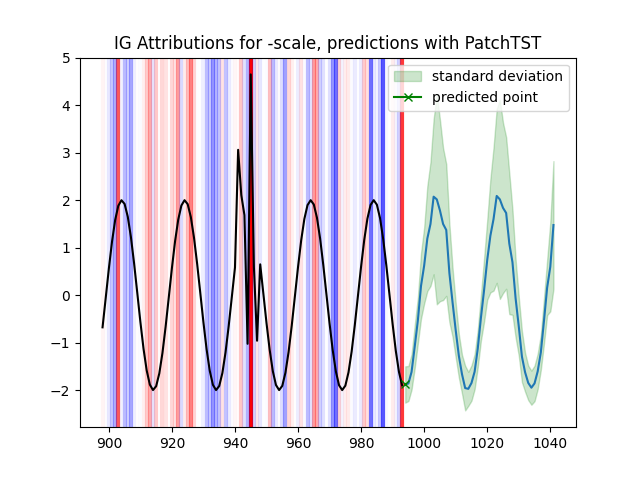 IG Attributions for -scale, predictions with PatchTST
5
4
3
2
1
0
−1
−2
standard deviation
predicted point
900 920 940 960 980 1000 1020 1040